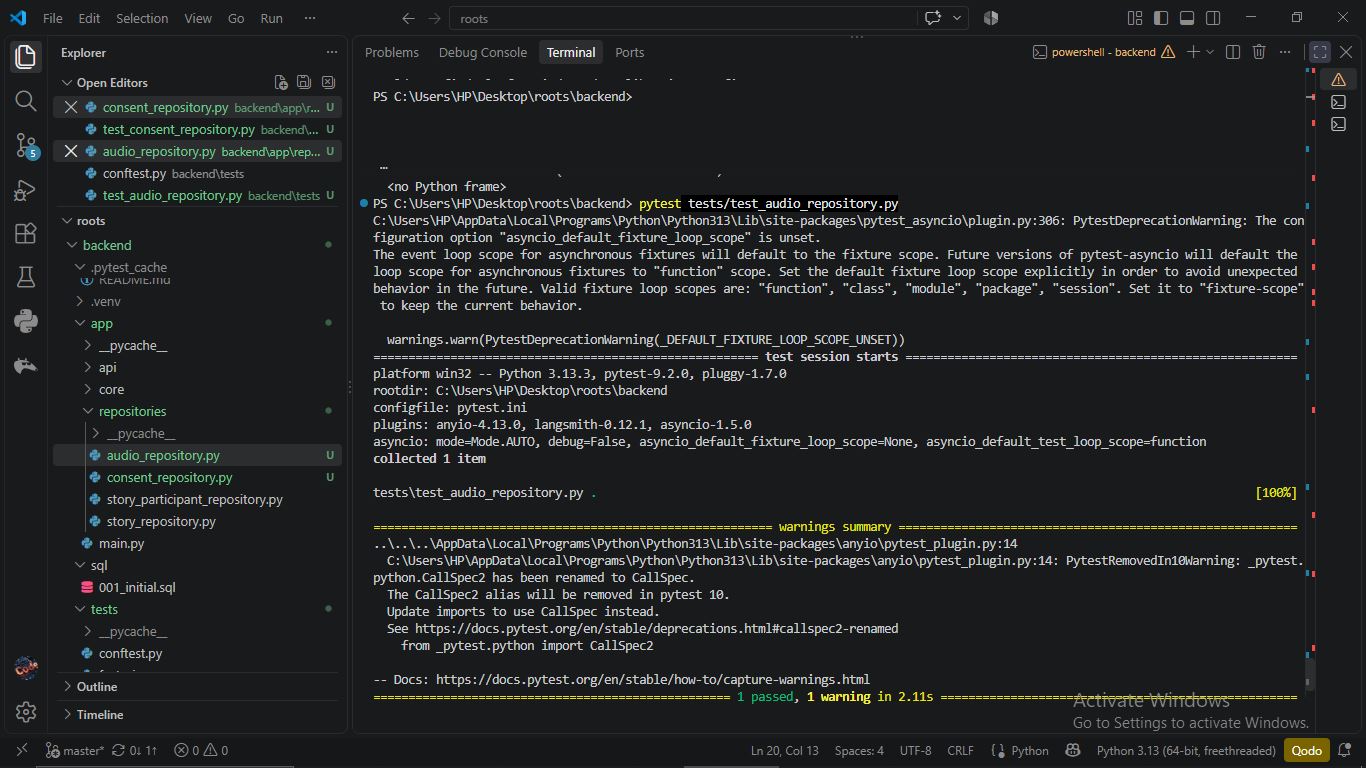 File Edit Selection View Go Run ··· roots
Explorer ···
Open Editors
consent_repository.py backend\app\r... U
test_consent_repository.py backend\... U
audio_repository.py backend\app\rep... U
conftest.py backend\tests
test_audio_repository.py backend\tests U
roots
backend
.pytest_cache
README.md
.venv
app
__pycache__
api
core
repositories
__pycache__
audio_repository.py U
consent_repository.py U
story_participant_repository.py
story_repository.py
main.py
sql
001_initial.sql
tests
__pycache__
conftest.py
Outline
Timeline
5
Problems Debug Console Terminal Ports powershell - backend
PS C:\Users\HP\Desktop\roots\backend>
…
<no Python frame>
PS C:\Users\HP\Desktop\roots\backend> pytest tests/test_audio_repository.py
C:\Users\HP\AppData\Local\Programs\Python\Python313\Lib\site-packages\pytest_asyncio\plugin.py:306: PytestDeprecationWarning: The con
figuration option "asyncio_default_fixture_loop_scope" is unset.
The event loop scope for asynchronous fixtures will default to the fixture scope. Future versions of pytest-asyncio will default the
loop scope for asynchronous fixtures to "function" scope. Set the default fixture loop scope explicitly in order to avoid unexpected
behavior in the future. Valid fixture loop scopes are: "function", "class", "module", "package", "session". Set it to "fixture-scope"
to keep the current behavior.
warnings.warn(PytestDeprecationWarning(_DEFAULT_FIXTURE_LOOP_SCOPE_UNSET))
test session starts
platform win32 -- Python 3.13.3, pytest-9.2.0, pluggy-1.7.0
rootdir: C:\Users\HP\Desktop\roots\backend
configfile: pytest.ini
plugins: anyio-4.13.0, langsmith-0.12.1, asyncio-1.5.0
asyncio: mode=Mode.AUTO, debug=False, asyncio_default_fixture_loop_scope=None, asyncio_default_test_loop_scope=function
collected 1 item
tests\test_audio_repository.py . [100%]
warnings summary
..\..\..\AppData\Local\Programs\Python\Python313\Lib\site-packages\anyio\pytest_plugin.py:14
C:\Users\HP\AppData\Local\Programs\Python\Python313\Lib\site-packages\anyio\pytest_plugin.py:14: PytestRemovedIn10Warning: _pytest.
python.CallSpec2 has been renamed to CallSpec.
The CallSpec2 alias will be removed in pytest 10.
Update imports to use CallSpec instead.
See https://docs.pytest.org/en/stable/deprecations.html#callspec2-renamed
from _pytest.python import CallSpec2
-- Docs: https://docs.pytest.org/en/stable/how-to/capture-warnings.html
1 passed, 1 warning in 2.11s
Activate Windows
Go to Settings to activate Windows.
master* 0↓ 1↑ 0 0 Ln 20, Col 13 Spaces: 4 UTF-8 CRLF Python Python 3.13 (64-bit, freethreaded) Qodo